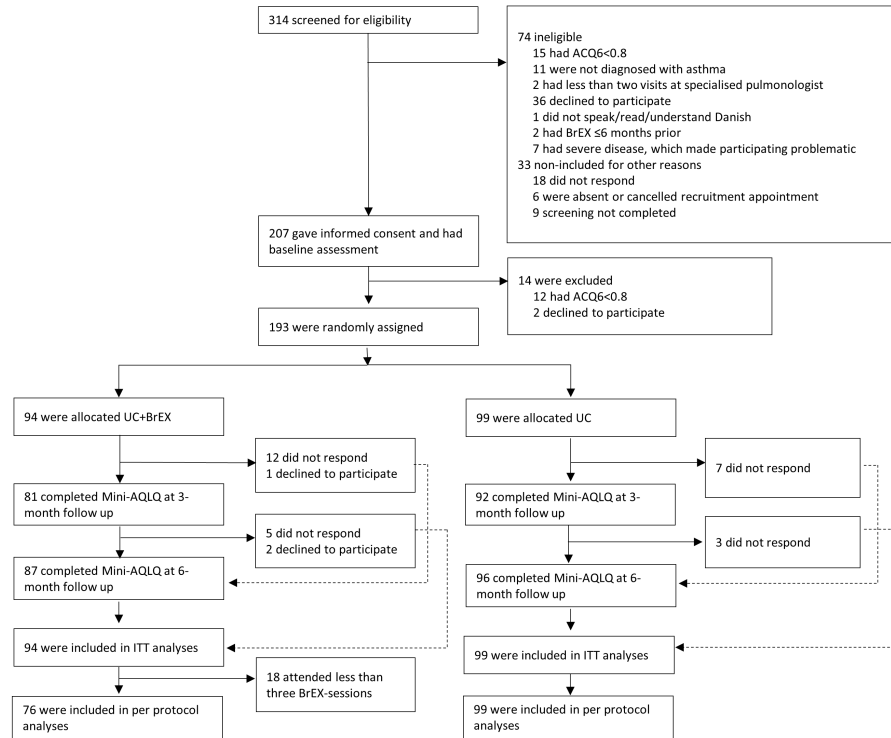 314 screened for eligibility
74 ineligible
15 had ACQ6<0.8
11 were not diagnosed with asthma
2 had less than two visits at specialised pulmonologist
36 declined to participate
1 did not speak/read/understand Danish
2 had BrEX ≤6 months prior
7 had severe disease, which made participating problematic
33 non-included for other reasons
18 did not respond
6 were absent or cancelled recruitment appointment
9 screening not completed
207 gave informed consent and had
baseline assessment
14 were excluded
12 had ACQ6<0.8
2 declined to participate
193 were randomly assigned
94 were allocated UC+BrEX
99 were allocated UC
12 did not respond
1 declined to participate
7 did not respond
81 completed Mini-AQLQ at 3-
month follow up
92 completed Mini-AQLQ at 3-
month follow up
5 did not respond
2 declined to participate
3 did not respond
87 completed Mini-AQLQ at 6-
month follow up
96 completed Mini-AQLQ at 6-
month follow up
94 were included in ITT analyses
99 were included in ITT analyses
18 attended less than
three BrEX-sessions
76 were included in per protocol
analyses
99 were included in per protocol
analyses